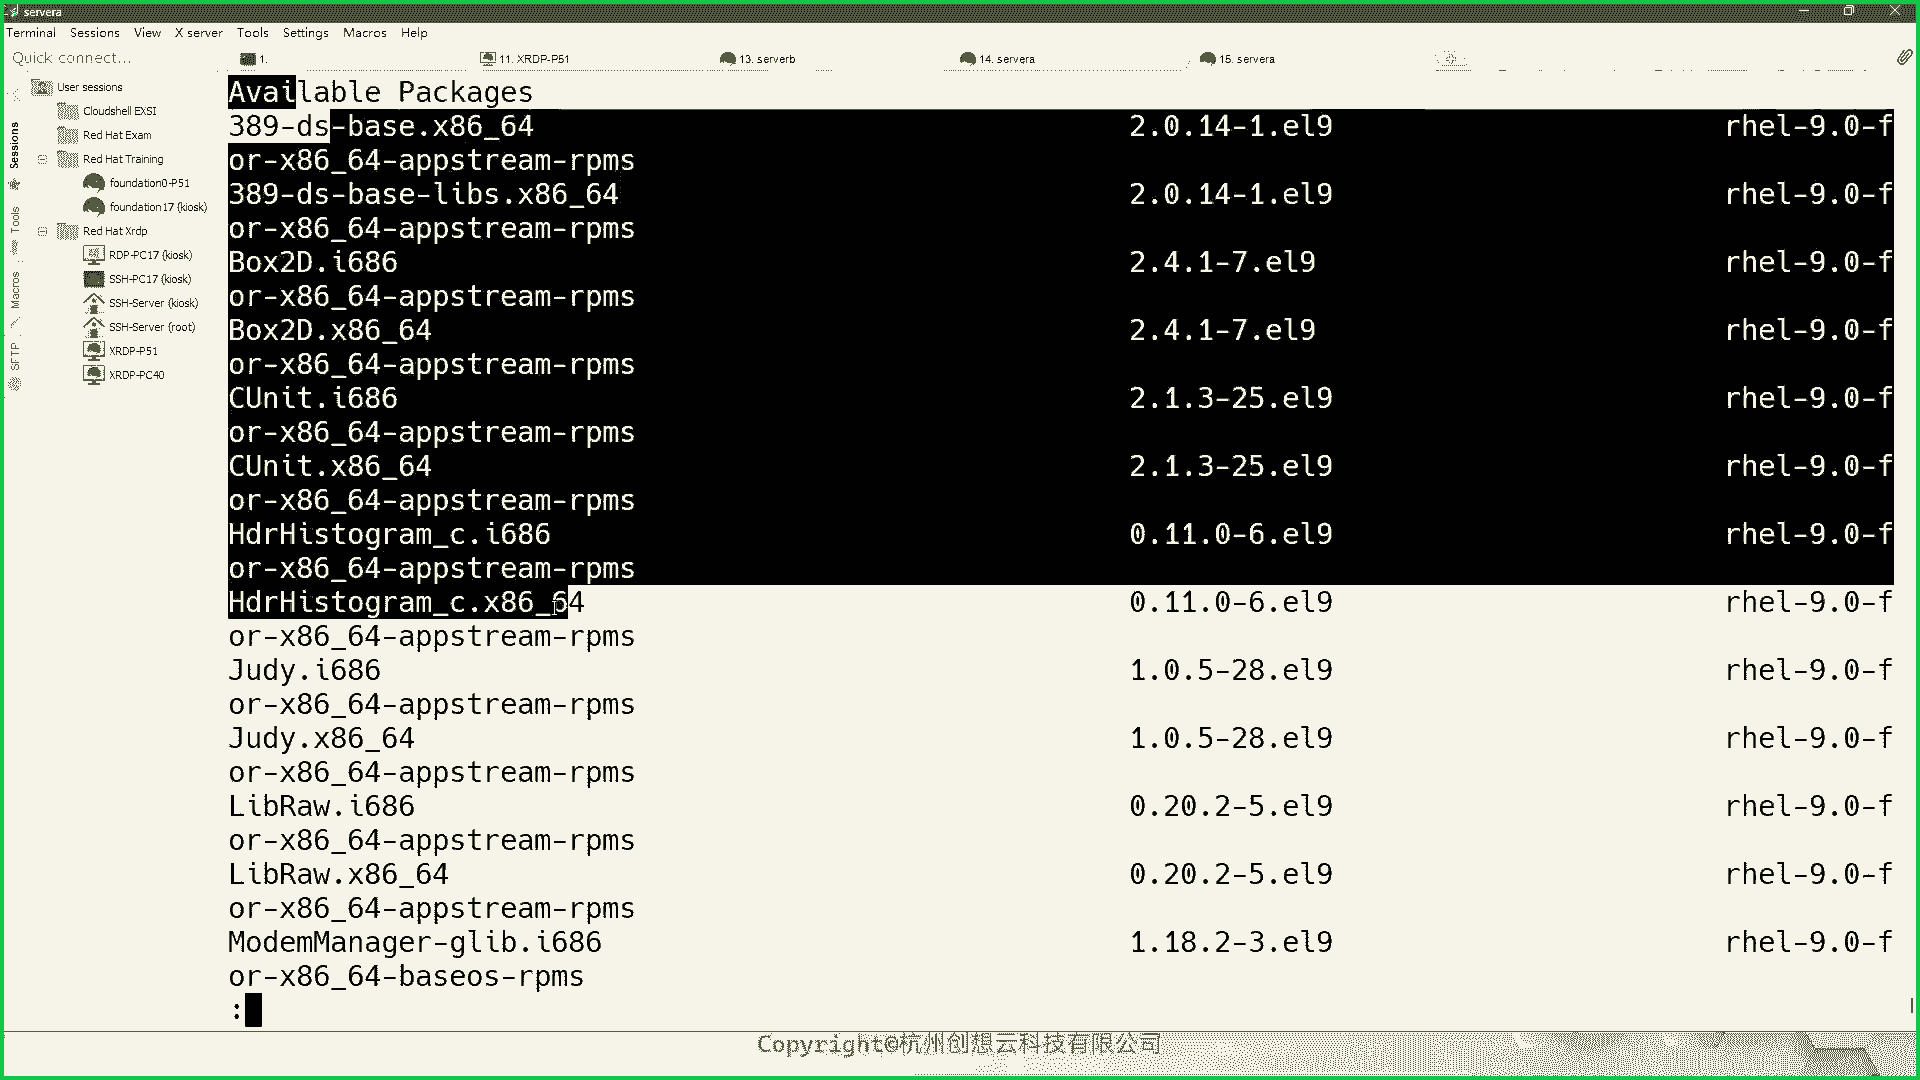 servera
Terminal Sessions View X server Tools Settings Macros Help
Quick connect...
1.
11. XRDP-P51
13. serverb
14. servera
15. servera
Sessions
Tools
Macros
SFTP
User sessions
Cloudshell EXSI
Red Hat Exam
Red Hat Training
foundation0-P51
foundation17 (kiosk)
Red Hat Xrdp
RDP-PC17 (kiosk)
SSH-PC17 (kiosk)
SSH-Server (kiosk)
SSH-Server (root)
XRDP-P51
XRDP-PC40
Available Packages
389-ds-base.x86_64 2.0.14-1.el9 rhel-9.0-f
or-x86_64-appstream-rpms
389-ds-base-libs.x86_64 2.0.14-1.el9 rhel-9.0-f
or-x86_64-appstream-rpms
Box2D.i686 2.4.1-7.el9 rhel-9.0-f
or-x86_64-appstream-rpms
Box2D.x86_64 2.4.1-7.el9 rhel-9.0-f
or-x86_64-appstream-rpms
CUnit.i686 2.1.3-25.el9 rhel-9.0-f
or-x86_64-appstream-rpms
CUnit.x86_64 2.1.3-25.el9 rhel-9.0-f
or-x86_64-appstream-rpms
HdrHistogram_c.i686 0.11.0-6.el9 rhel-9.0-f
or-x86_64-appstream-rpms
HdrHistogram_c.x86_64 0.11.0-6.el9 rhel-9.0-f
or-x86_64-appstream-rpms
Judy.i686 1.0.5-28.el9 rhel-9.0-f
or-x86_64-appstream-rpms
Judy.x86_64 1.0.5-28.el9 rhel-9.0-f
or-x86_64-appstream-rpms
LibRaw.i686 0.20.2-5.el9 rhel-9.0-f
or-x86_64-appstream-rpms
LibRaw.x86_64 0.20.2-5.el9 rhel-9.0-f
or-x86_64-appstream-rpms
ModemManager-glib.i686 1.18.2-3.el9 rhel-9.0-f
or-x86_64-baseos-rpms
:
Copyright©杭州创想云科技有限公司